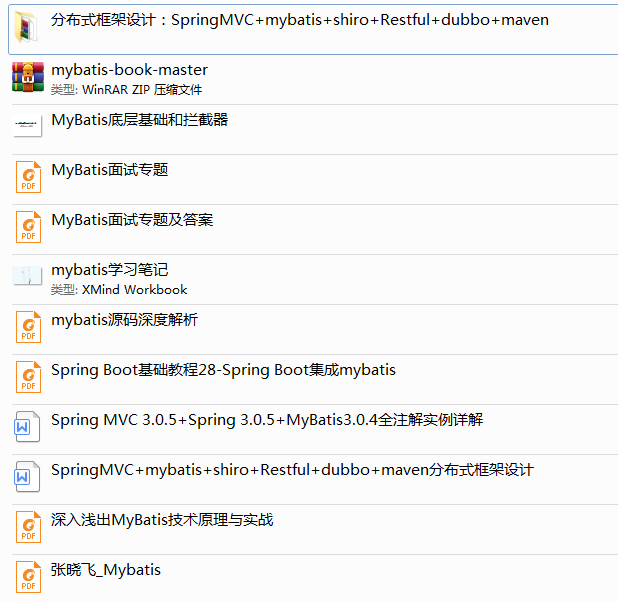 分布式框架设计：SpringMVC+mybatis+shiro+Restful+dubbo+maven
mybatis-book-master
类型: WinRAR ZIP 压缩文件
MyBatis底层基础和拦截器
MyBatis面试专题
PDF
MyBatis面试专题及答案
PDF
mybatis学习笔记
类型: XMind Workbook
mybatis源码深度解析
PDF
Spring Boot基础教程28-Spring Boot集成mybatis
PDF
Spring MVC 3.0.5+Spring 3.0.5+MyBatis3.0.4全注解实例详解
W
SpringMVC+mybatis+shiro+Restful+dubbo+maven分布式框架设计
W
深入浅出MyBatis技术原理与实战
PDF
张晓飞_Mybatis
PDF